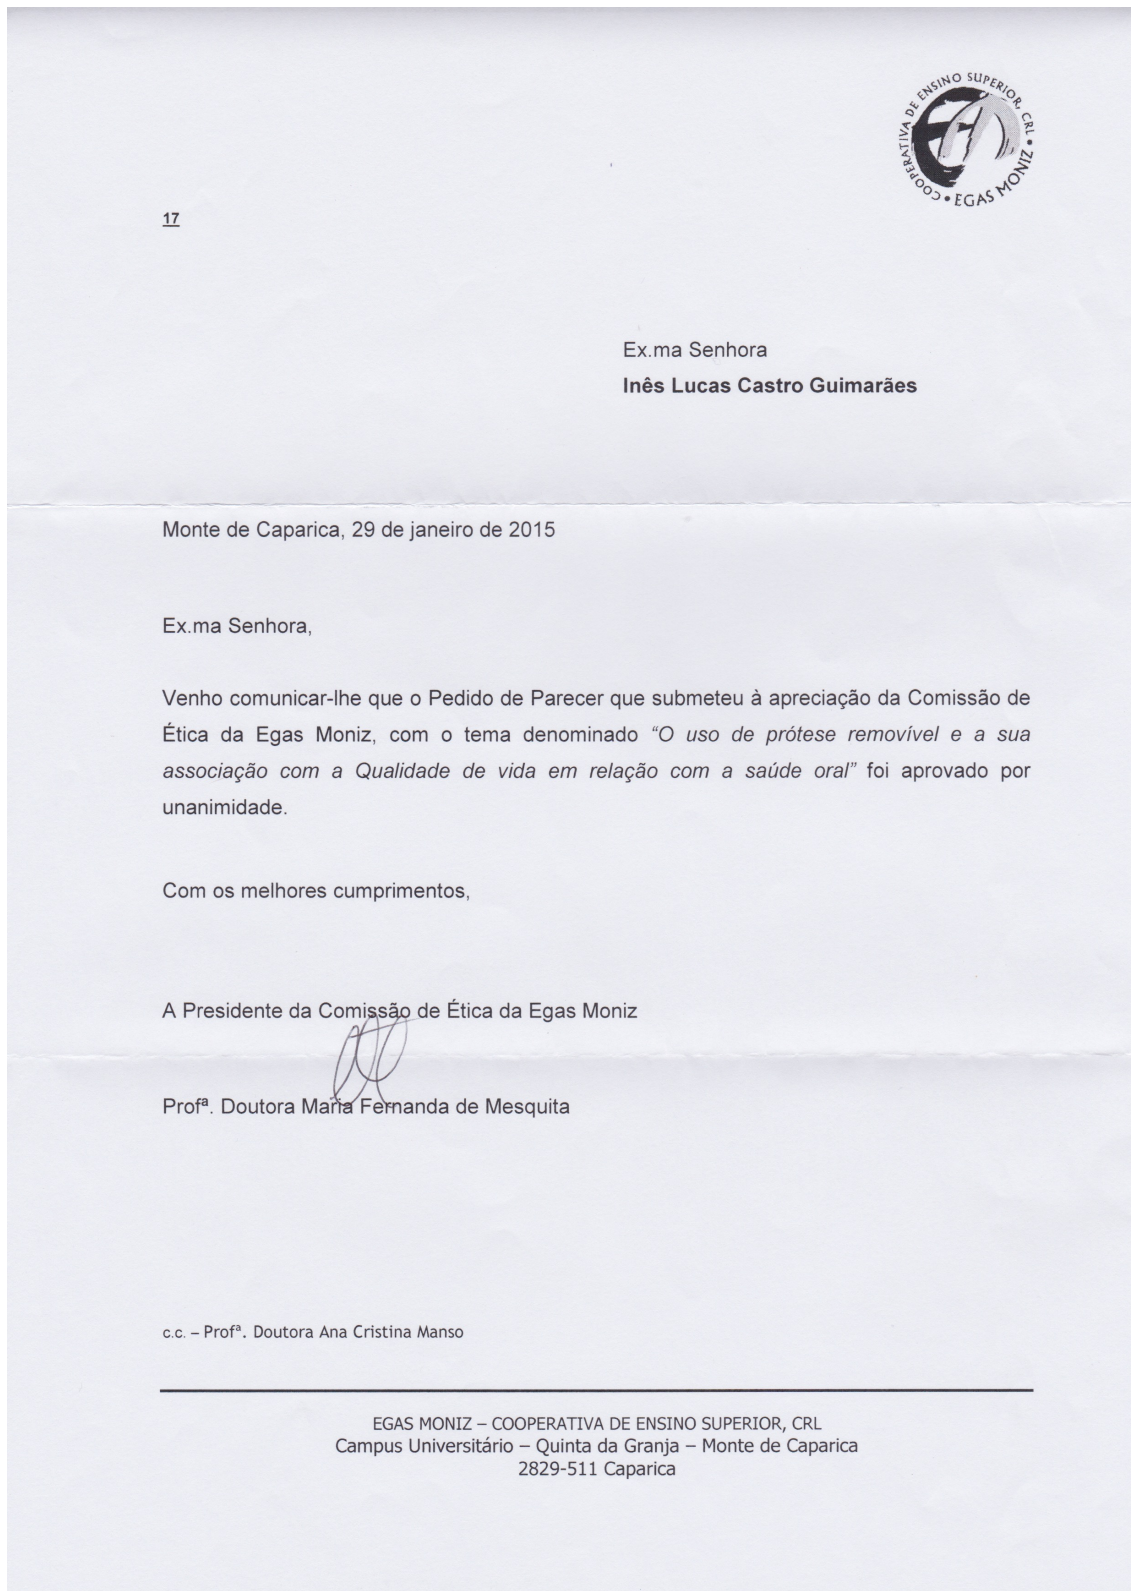 COOPERATIVA DE ENSINO SUPERIOR, CRL • EGAS MONIZ •
17
Ex.ma Senhora
Inês Lucas Castro Guimarães
Monte de Caparica, 29 de janeiro de 2015
Ex.ma Senhora,
Venho comunicar-lhe que o Pedido de Parecer que submeteu à apreciação da Comissão de
Ética da Egas Moniz, com o tema denominado “O uso de prótese removível e a sua
associação com a Qualidade de vida em relação com a saúde oral” foi aprovado por
unanimidade.
Com os melhores cumprimentos,
A Presidente da Comissão de Ética da Egas Moniz
Profª. Doutora Maria Fernanda de Mesquita
c.c. – Profª. Doutora Ana Cristina Manso
EGAS MONIZ – COOPERATIVA DE ENSINO SUPERIOR, CRL
Campus Universitário – Quinta da Granja – Monte de Caparica
2829-511 Caparica